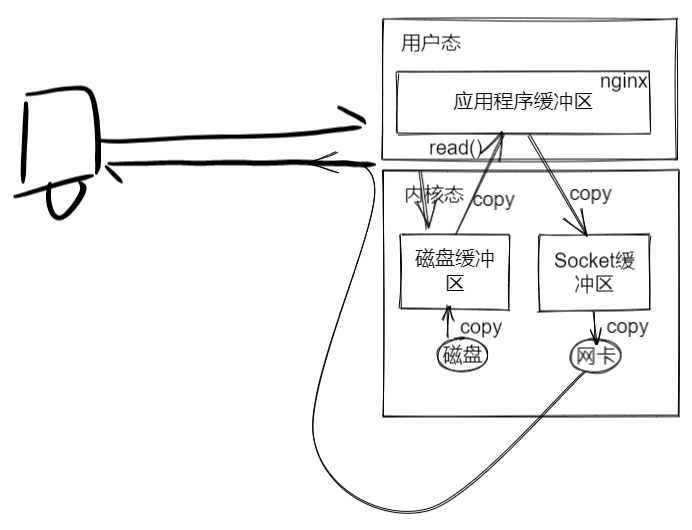 用户态
nginx
应用程序缓冲区
read()
内核态
copy
copy
磁盘缓冲
区
Socket缓
冲区
copy
copy
磁盘
网卡